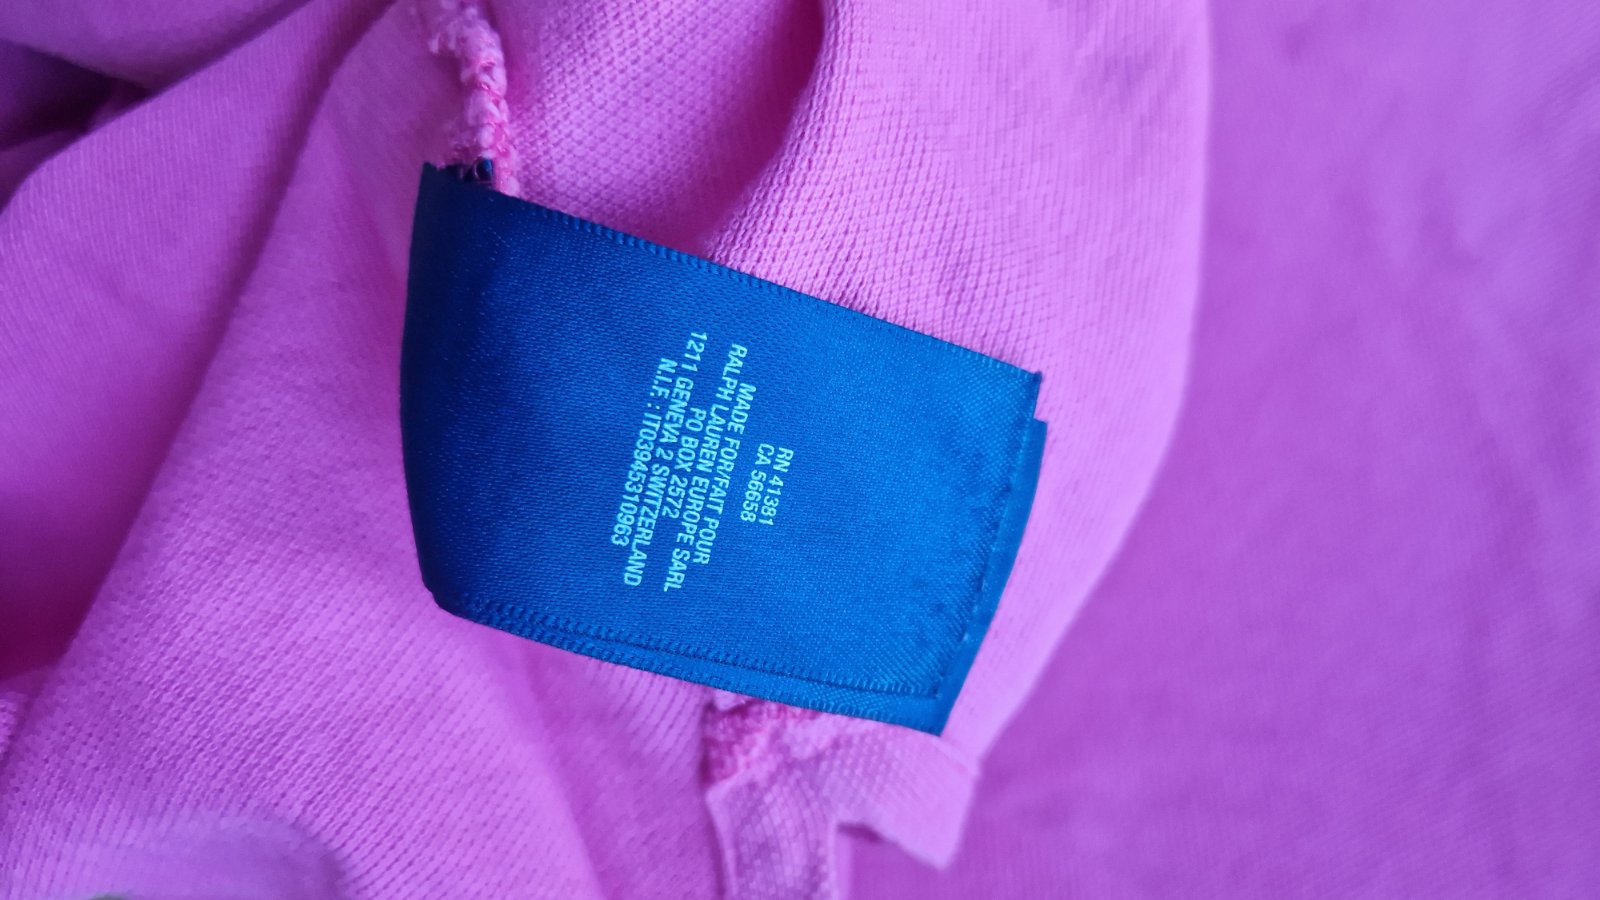 RN 41381
CA 56658
MADE FOR/FAIT POUR
RALPH LAUREN EUROPE SARL
PO BOX 2572
1211 GENEVA 2 SWITZERLAND
N.I.F.: IT03945310963